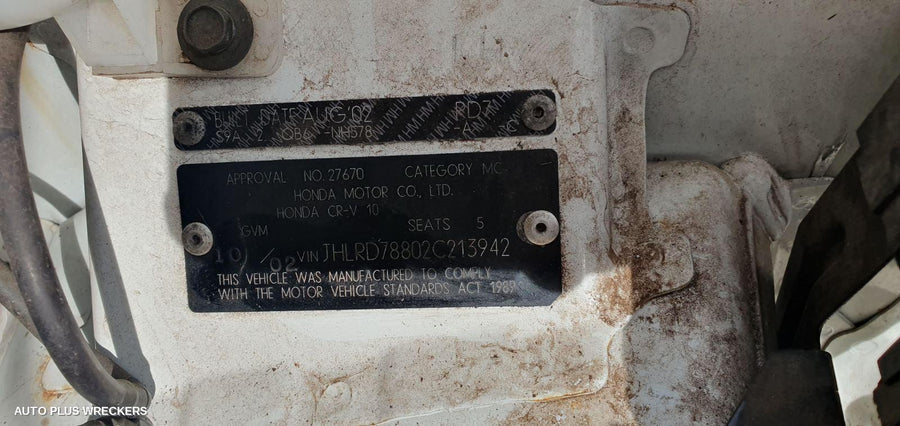 BUILT DATE AUG'02 RD7
S9A
APPROVAL NO. 27670 CATEGORY MC
HONDA MOTOR CO., LTD.
HONDA CR-V 10
GVM SEATS 5
10/02 VIN JHLRD78802C213942
THIS VEHICLE WAS MANUFACTURED TO COMPLY
WITH THE MOTOR VEHICLE STANDARDS ACT 1989
AUTO PLUS WRECKERS